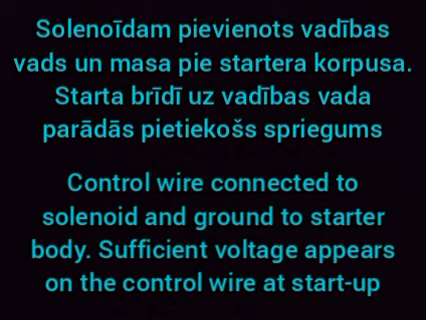 Solenoīdam pievienots vadības
vads un masa pie startera korpusa.
Starta brīdī uz vadības vada
parādās pietiekošs spriegums
Control wire connected to
solenoid and ground to starter
body. Sufficient voltage appears
on the control wire at start-up